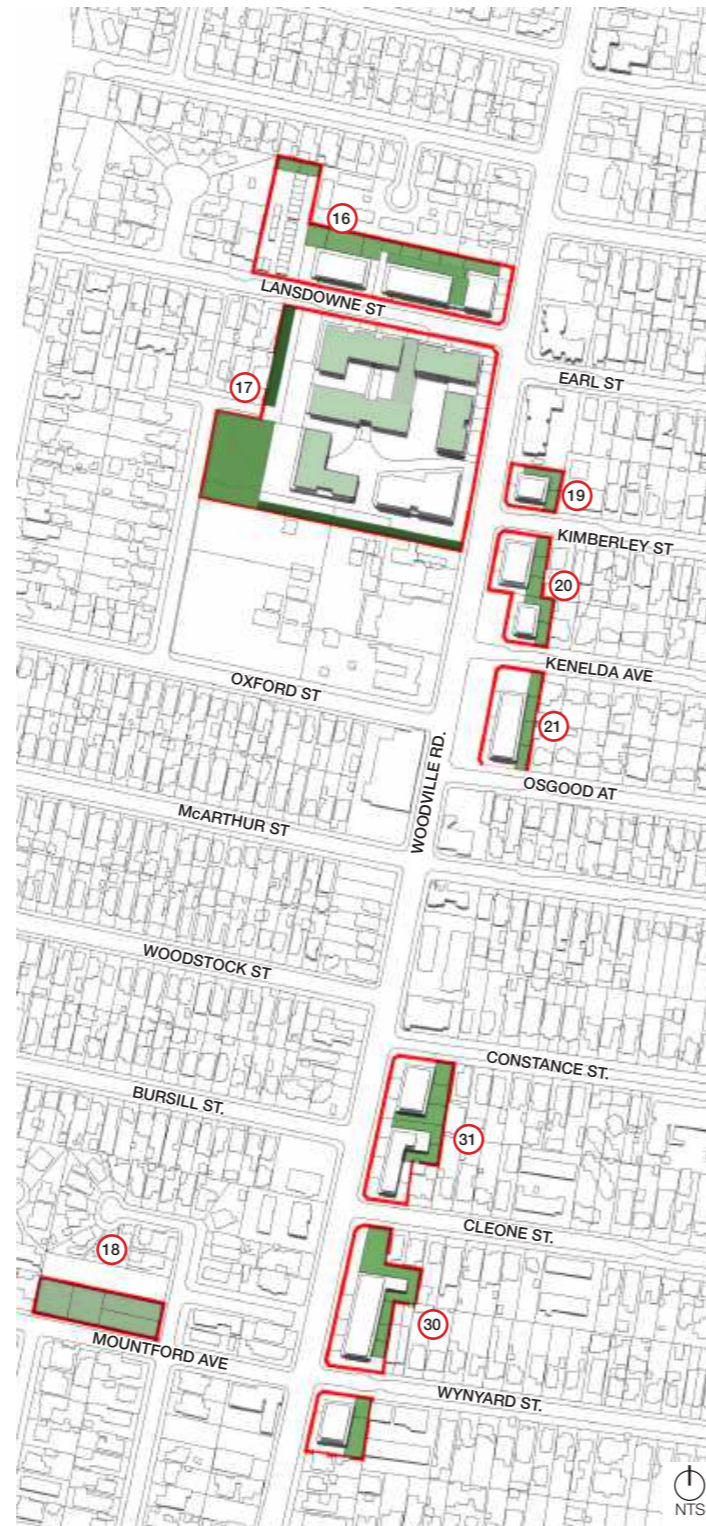 16
LANSDOWNE ST
EARL ST
17
19
KIMBERLEY ST
20
KENELDA AVE
OXFORD ST
21
OSGOOD AT
WOODVILLE RD.
McARTHUR ST
WOODSTOCK ST
CONSTANCE ST.
BURSILL ST.
31
CLEONE ST.
18
30
MOUNTFORD AVE
WYNYARD ST.
NTS